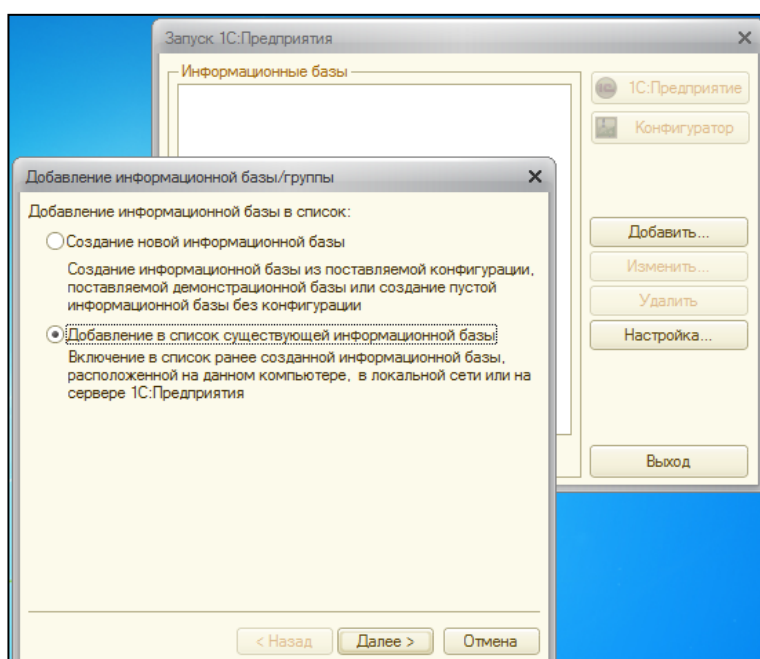 Запуск 1С:Предприятия
Информационные базы
1С:Предприятие
Конфигуратор
Добавить...
Изменить...
Удалить
Настройка...
Выход
Добавление информационной базы/группы
Добавление информационной базы в список:
Создание новой информационной базы
Создание информационной базы из поставляемой конфигурации,
поставляемой демонстрационной базы или создание пустой
информационной базы без конфигурации
Добавление в список существующей информационной базы
Включение в список ранее созданной информационной базы,
расположенной на данном компьютере, в локальной сети или на
сервере 1С:Предприятия
< Назад
Далее >
Отмена